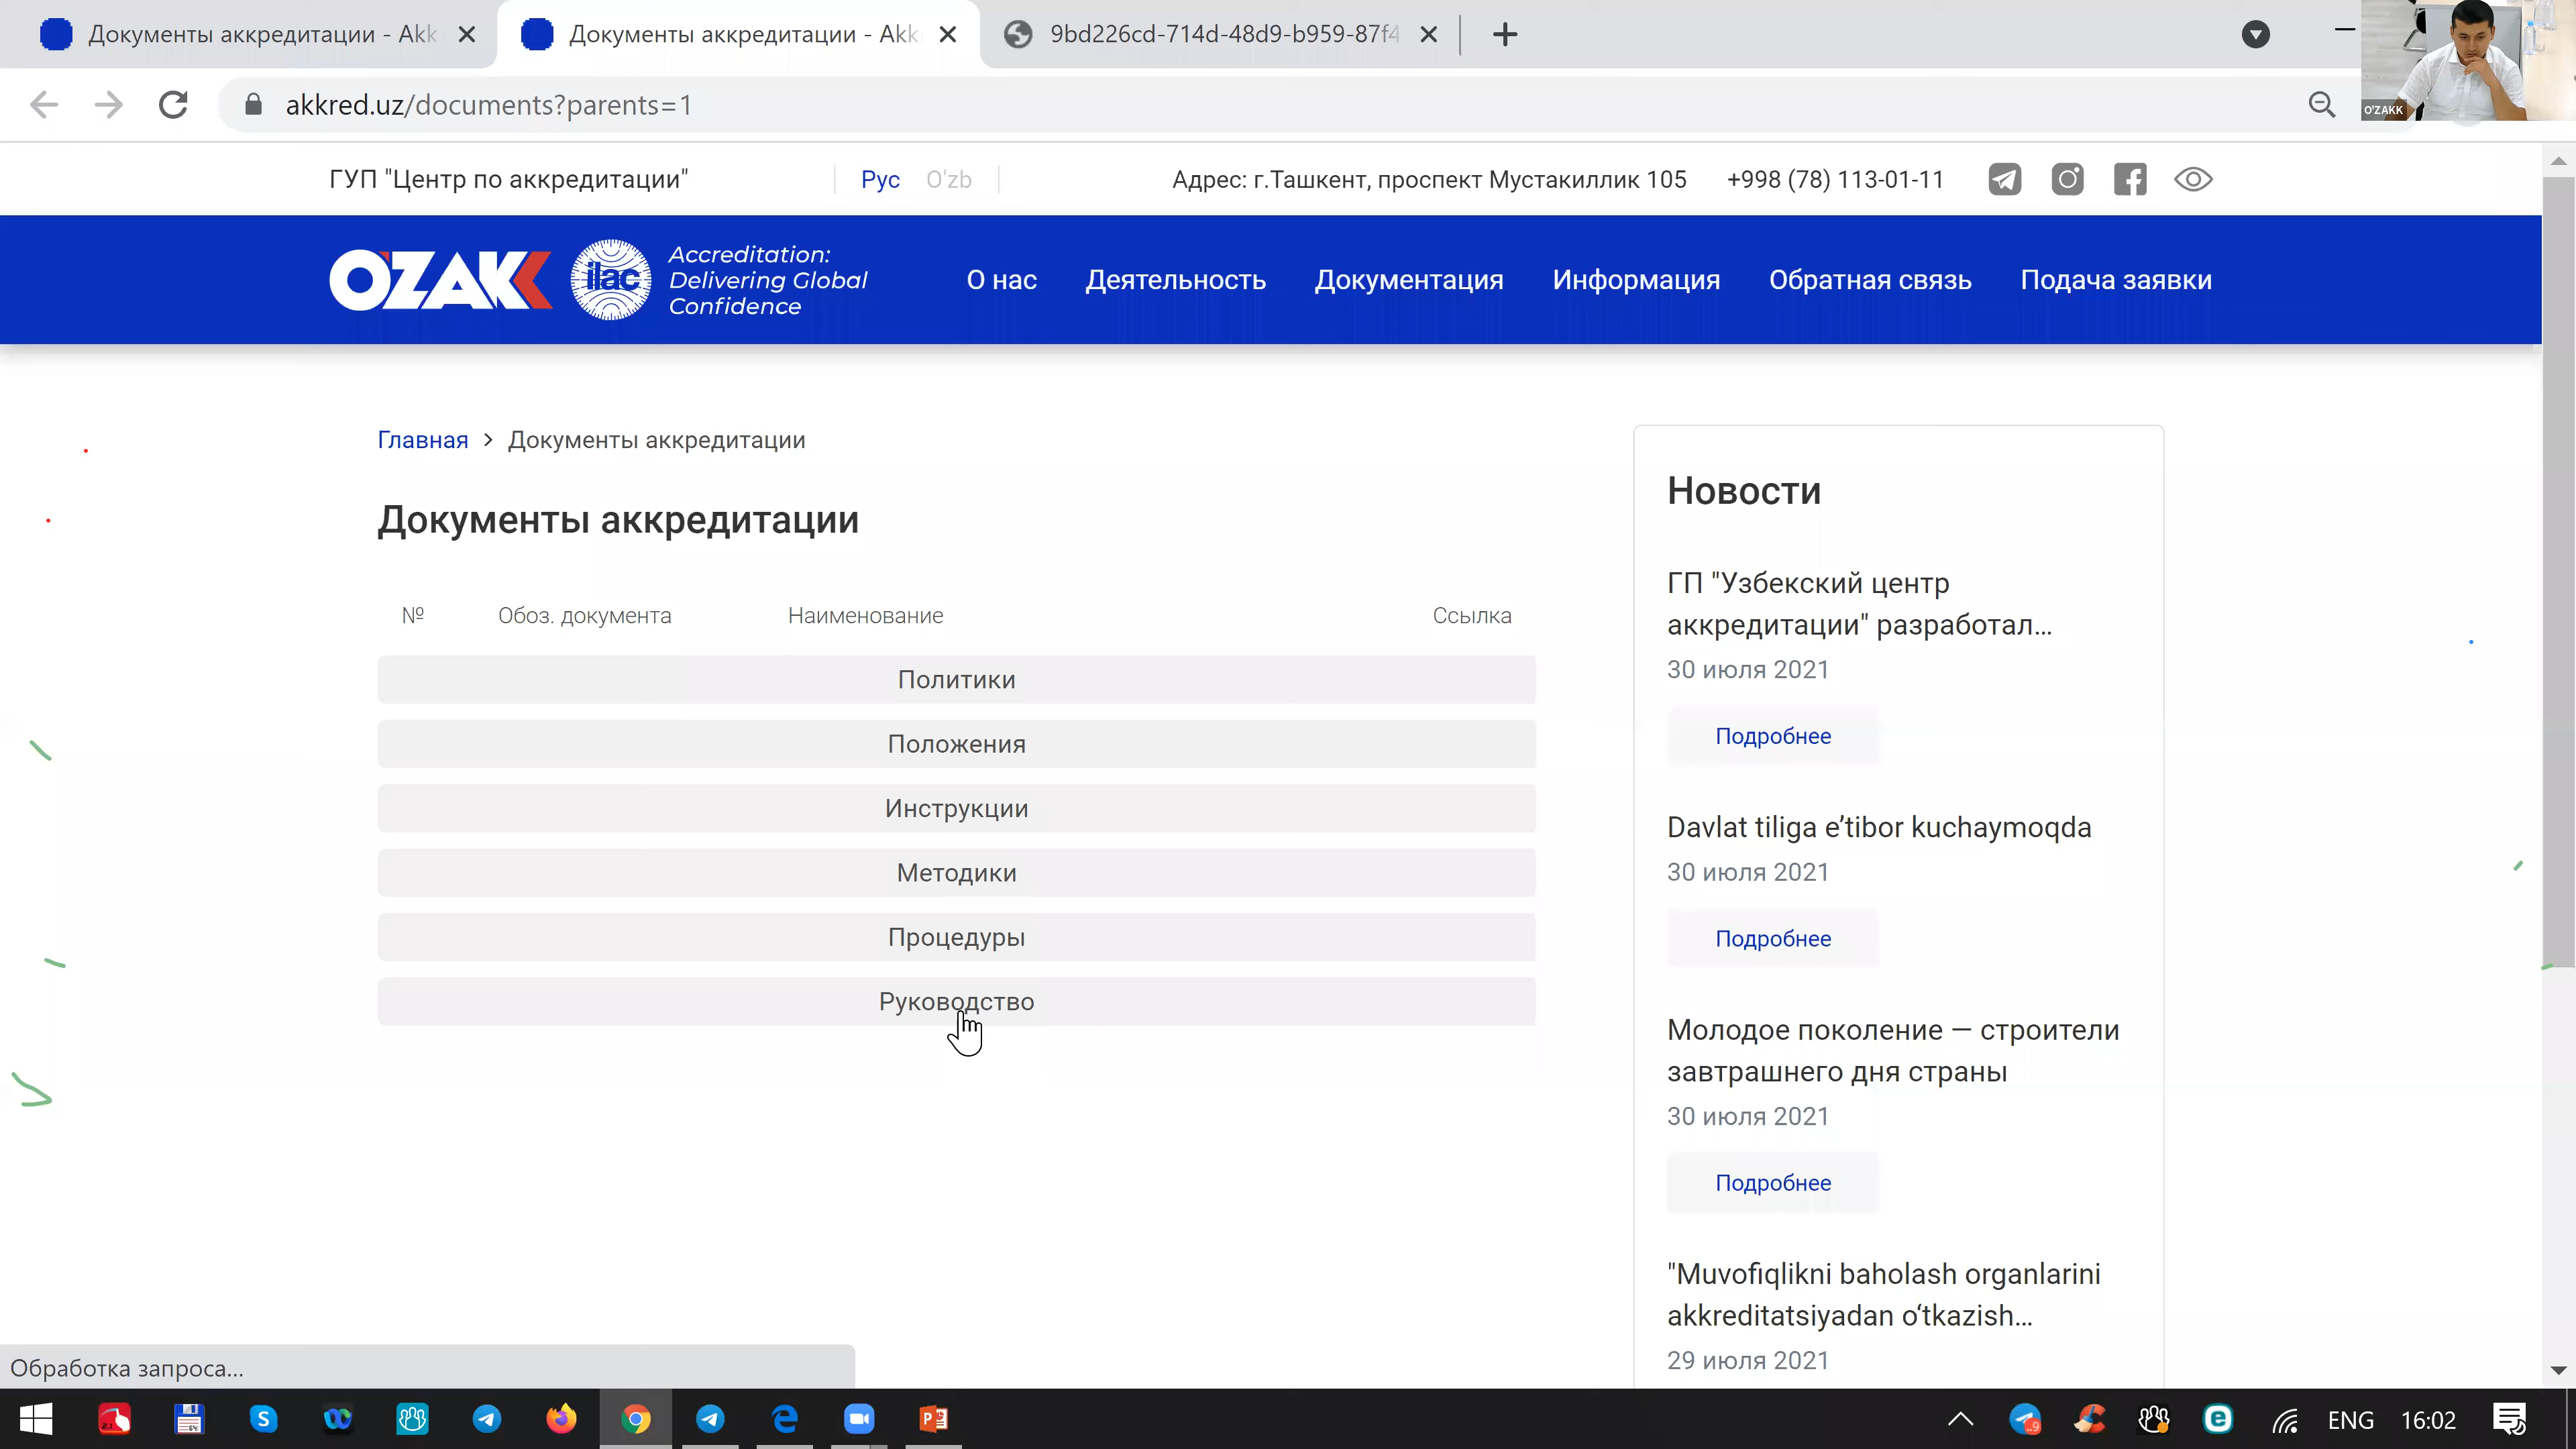 Документы аккредитации - Akk
Документы аккредитации - Akk
9bd226cd-714d-48d9-b959-87f4
akkred.uz/documents?parents=1
O'ZAKK
ГУП "Центр по аккредитации"
Рус
O'zb
Адрес: г.Ташкент, проспект Мустакиллик 105
+998 (78) 113-01-11
O'ZAKK
ilac
Accreditation:
Delivering Global
Confidence
О нас
Деятельность
Документация
Информация
Обратная связь
Подача заявки
Главная > Документы аккредитации
Документы аккредитации
№
Обоз. документа
Наименование
Ссылка
Политики
Положения
Инструкции
Методики
Процедуры
Руководство
Новости
ГП "Узбекский центр
аккредитации" разработал...
30 июля 2021
Подробнее
Davlat tiliga e’tibor kuchaymoqda
30 июля 2021
Подробнее
Молодое поколение — строители
завтрашнего дня страны
30 июля 2021
Подробнее
"Muvofiqlikni baholash organlarini
akkreditatsiyadan o‘tkazish...
29 июля 2021
Обработка запроса...
ENG
16:02